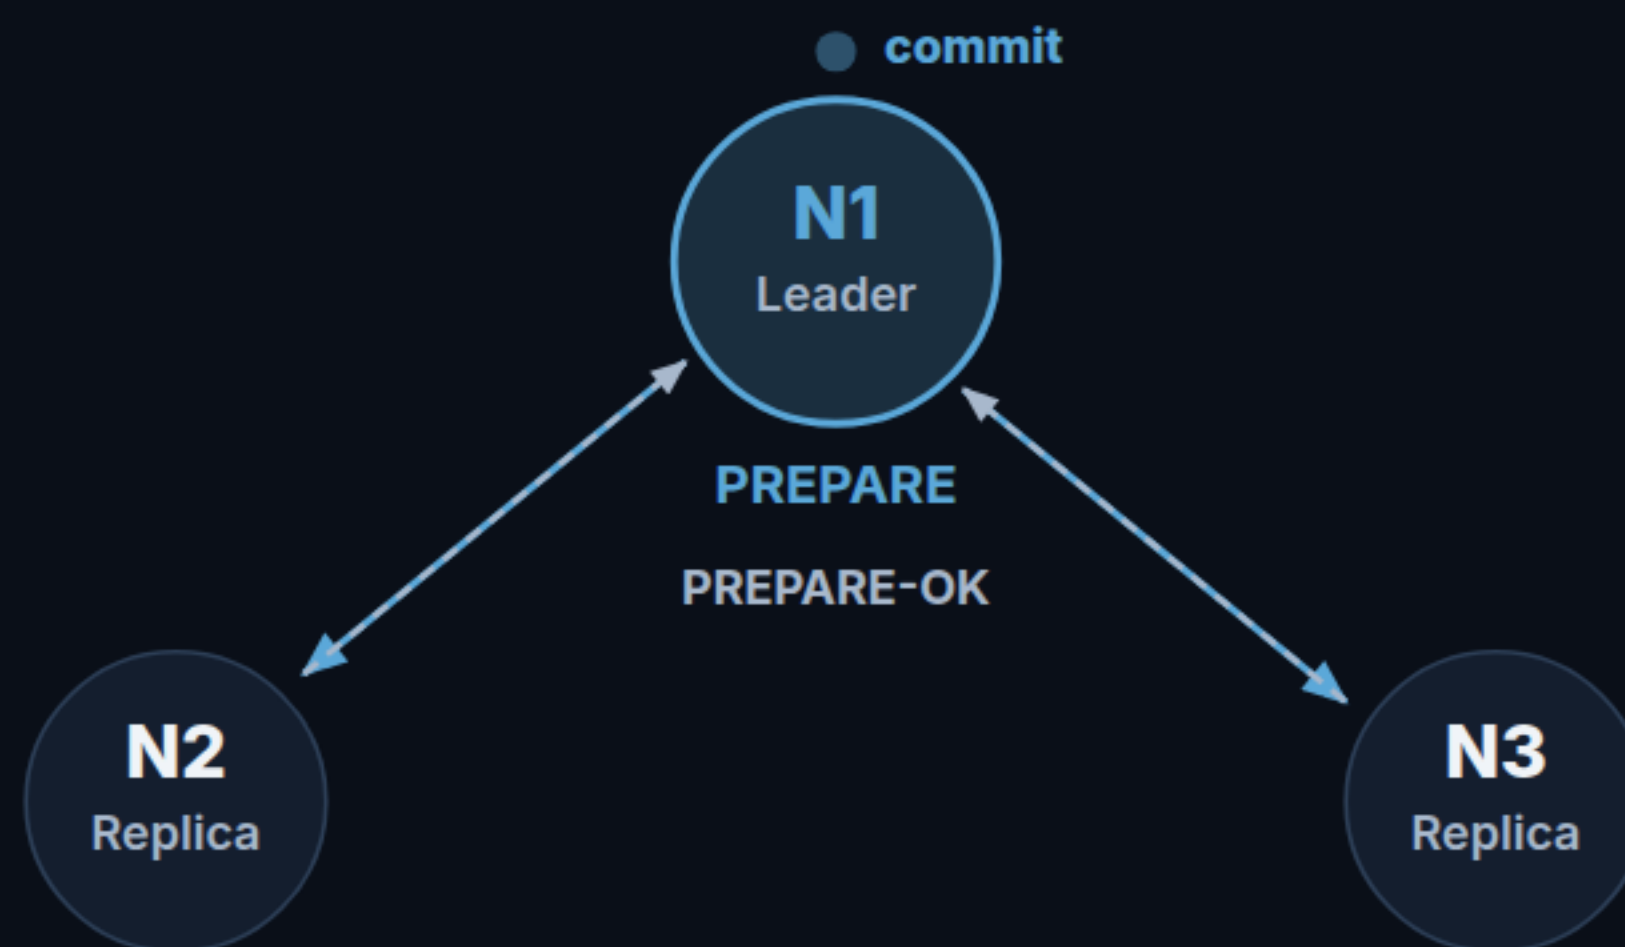 commit
N1
Leader
PREPARE
PREPARE-OK
N2
Replica
N3
Replica